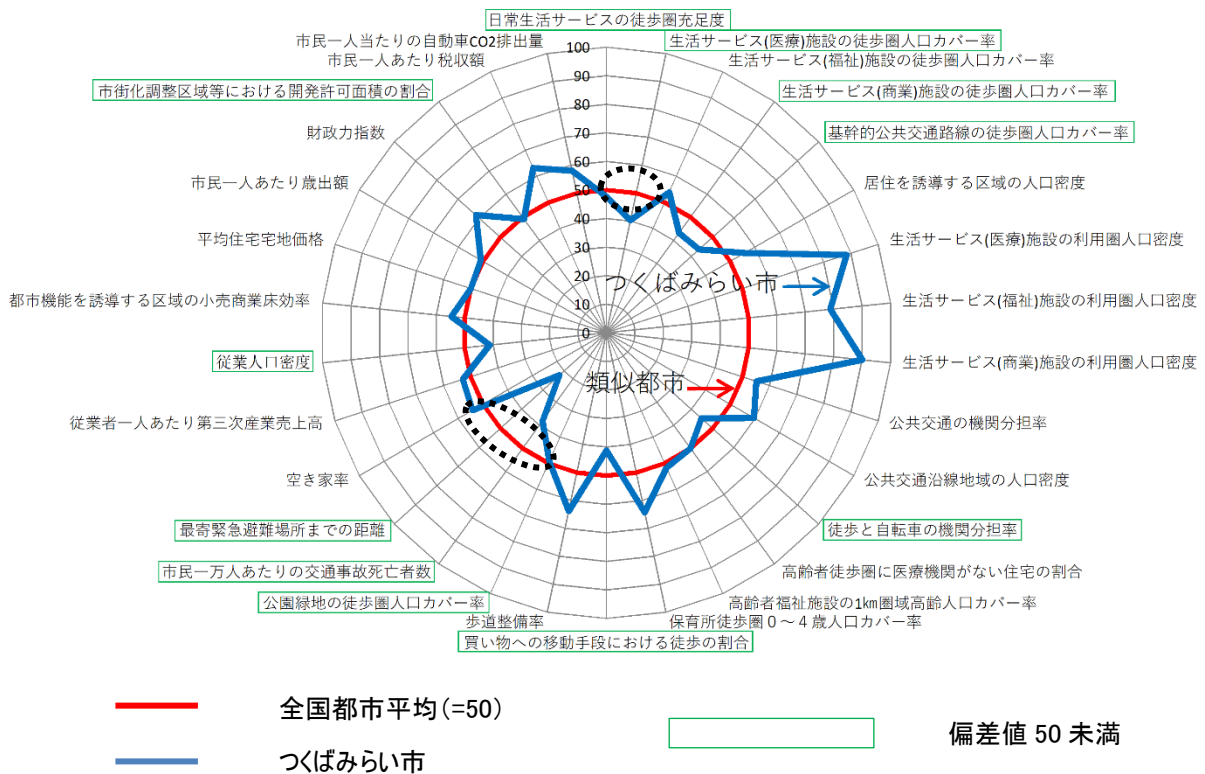 日常生活サービスの徒歩圏充足度
生活サービス(医療)施設の徒歩圏人口カバー率
生活サービス(福祉)施設の徒歩圏人口カバー率
生活サービス(商業)施設の徒歩圏人口カバー率
基幹的公共交通路線の徒歩圏人口カバー率
居住を誘導する区域の人口密度
生活サービス(医療)施設の利用圏人口密度
生活サービス(福祉)施設の利用圏人口密度
生活サービス(商業)施設の利用圏人口密度
公共交通の機関分担率
公共交通沿線地域の人口密度
徒歩と自転車の機関分担率
高齢者徒歩圏に医療機関がない住宅の割合
高齢者福祉施設の1km圏域高齢人口カバー率
保育所徒歩圏0~4歳人口カバー率
買い物への移動手段における徒歩の割合
歩道整備率
公園緑地の徒歩圏人口カバー率
市民一万人あたりの交通事故死亡者数
最寄緊急避難場所までの距離
空き家率
従業者一人あたり第三次産業売上高
従業人口密度
都市機能を誘導する区域の小売商業床効率
平均住宅宅地価格
市民一人あたり歳出額
財政力指数
市街化調整区域等における開発許可面積の割合
市民一人あたり税収額
市民一人当たりの自動車CO2排出量
100
90
80
70
60
50
40
30
20
10
0
つくばみらい市
類似都市
全国都市平均(=50)
つくばみらい市
偏差値 50 未満